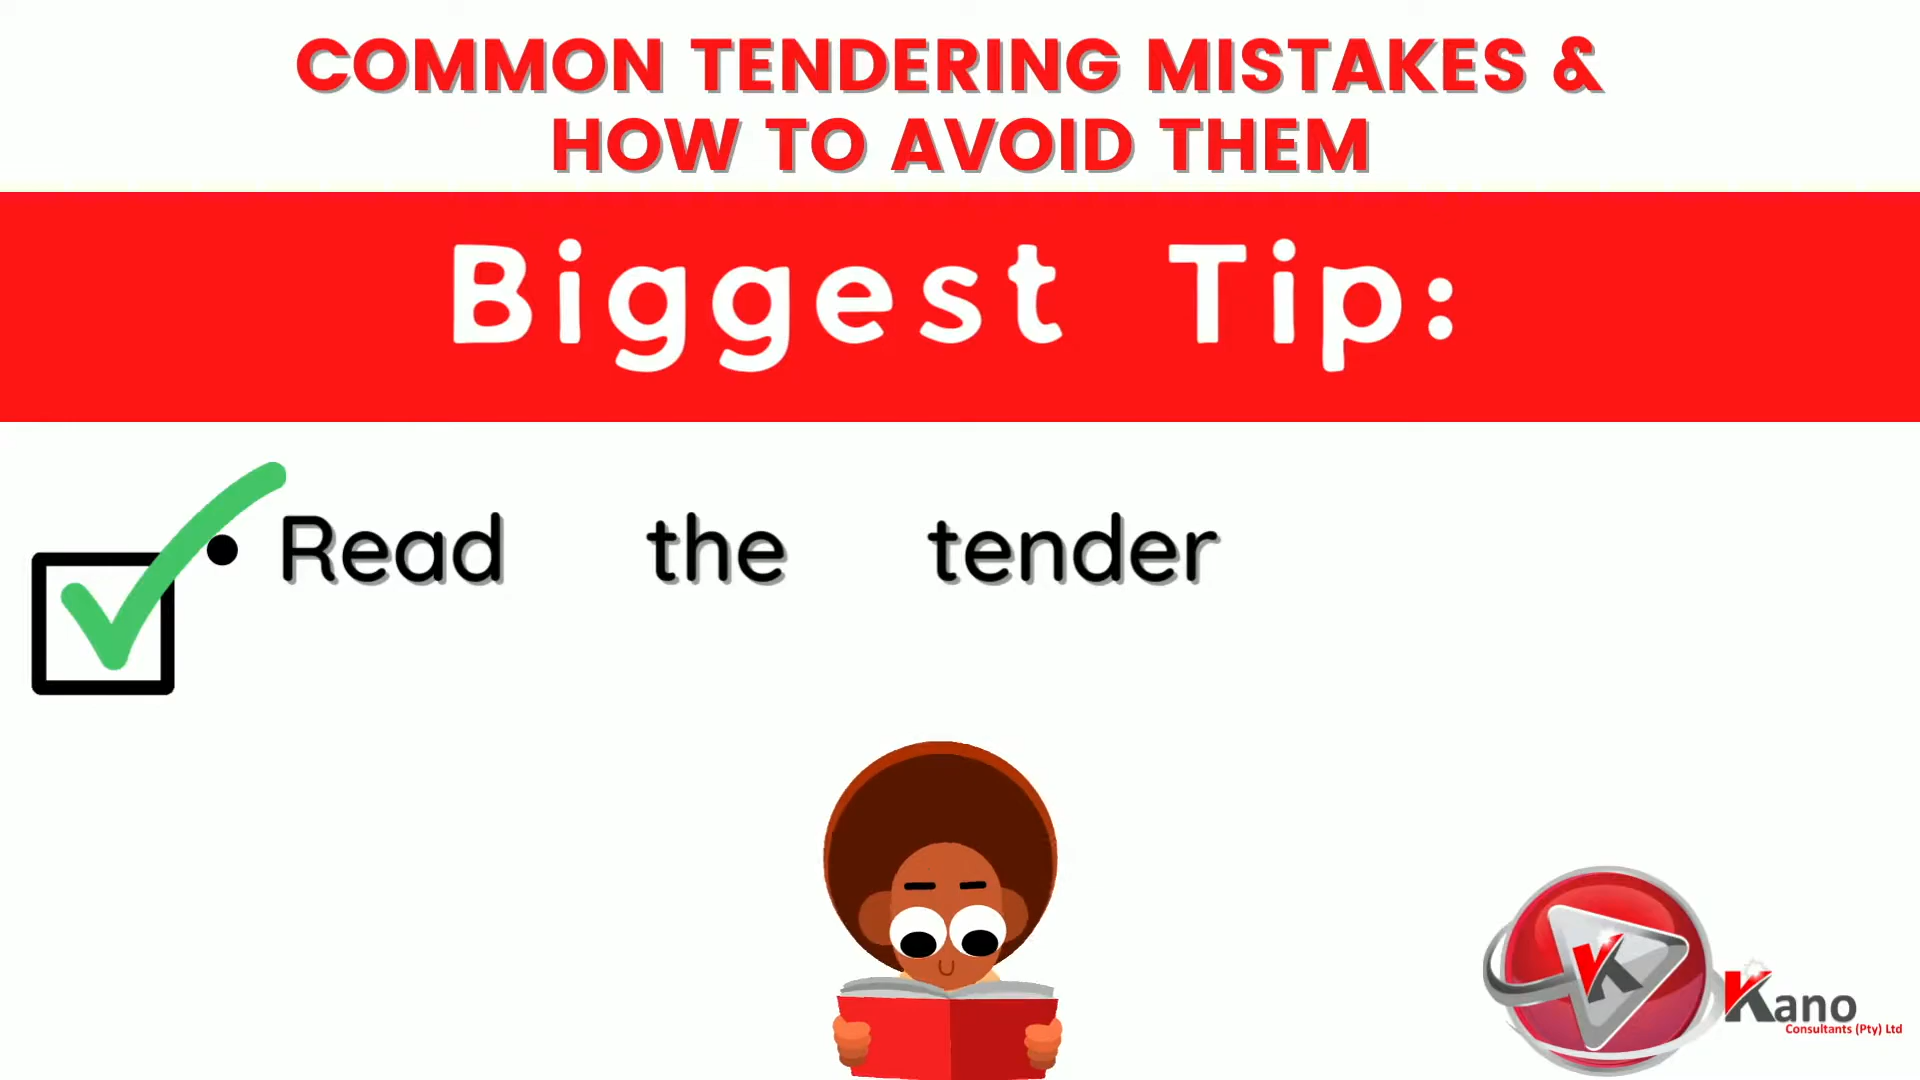 COMMON TENDERING MISTAKES &
HOW TO AVOID THEM
Biggest Tip:
• Read the tender
K
Kano
Consultants (Pty) Ltd